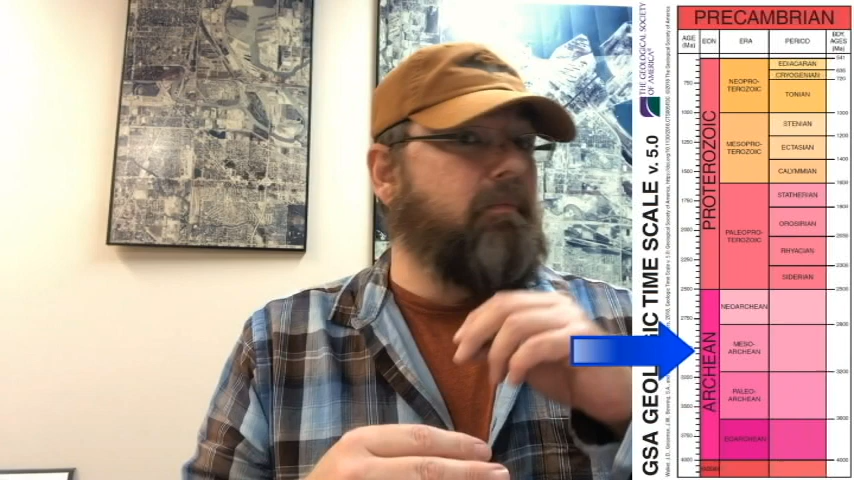 THE GEOLOGICAL SOCIETY
OF AMERICA®
GSA GEOL
IC TIME SCALE v. 5.0
PRECAMBRIAN
AGE
(Ma)
EON
ERA
PERIOD
BDY.
AGES
(Ma)
PROTEROZOIC
ARCHEAN
NEOPRO-
TEROZOIC
MESOPRO-
TEROZOIC
PALEOPRO-
TEROZOIC
NEOARCHEAN
MESO-
ARCHEAN
PALEO-
ARCHEAN
EOARCHEAN
EDIACARAN
CRYOGENIAN
TONIAN
STENIAN
ECTASIAN
CALYMMIAN
STATHERIAN
OROSIRIAN
RHYACIAN
SIDERIAN
750
1000
1250
1500
1750
2000
2250
2500
2750
3500
3750
4000
541
635
720
1000
1200
1400
1600
1800
2050
2300
2500
2800
3200
3600
4000